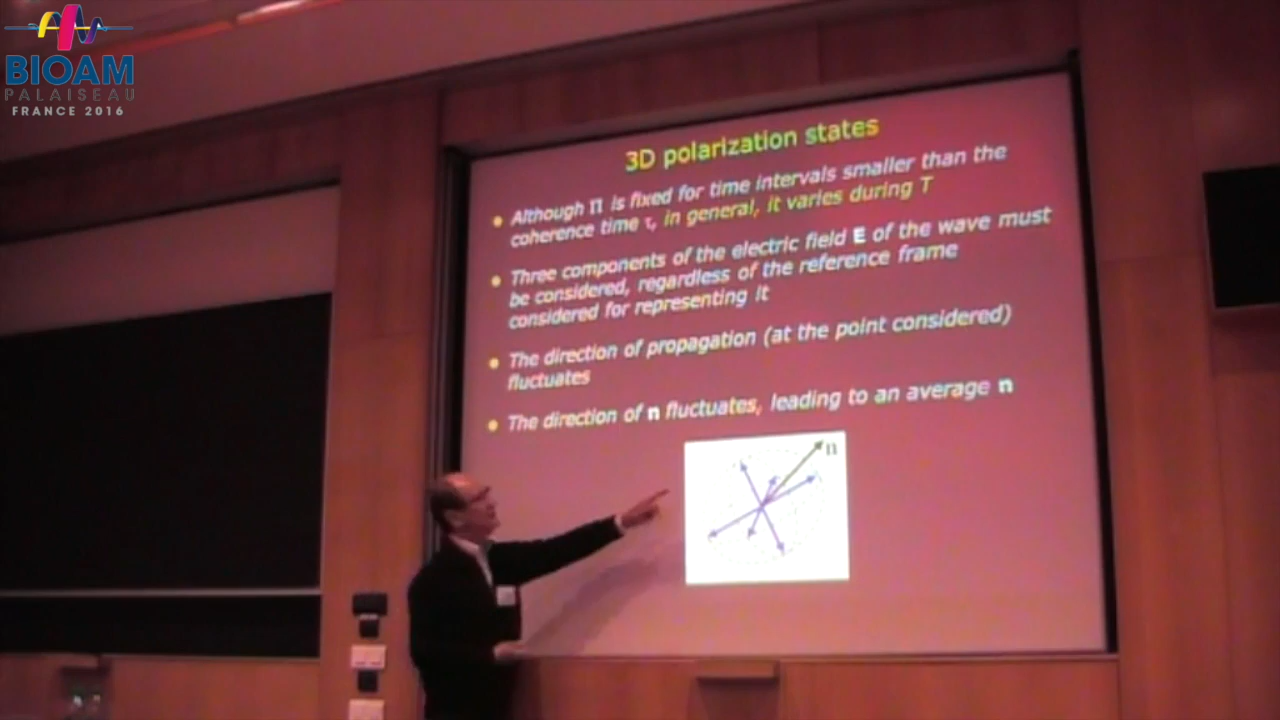 BIOAM
PALAISEAU
FRANCE 2016
3D polarization states
Although Π is fixed for time intervals smaller than the
coherence time τ, in general, it varies during T
Three components of the electric field E of the wave must
be considered, regardless of the reference frame
considered for representing it
The direction of propagation (at the point considered)
fluctuates
The direction of n fluctuates, leading to an average n
n